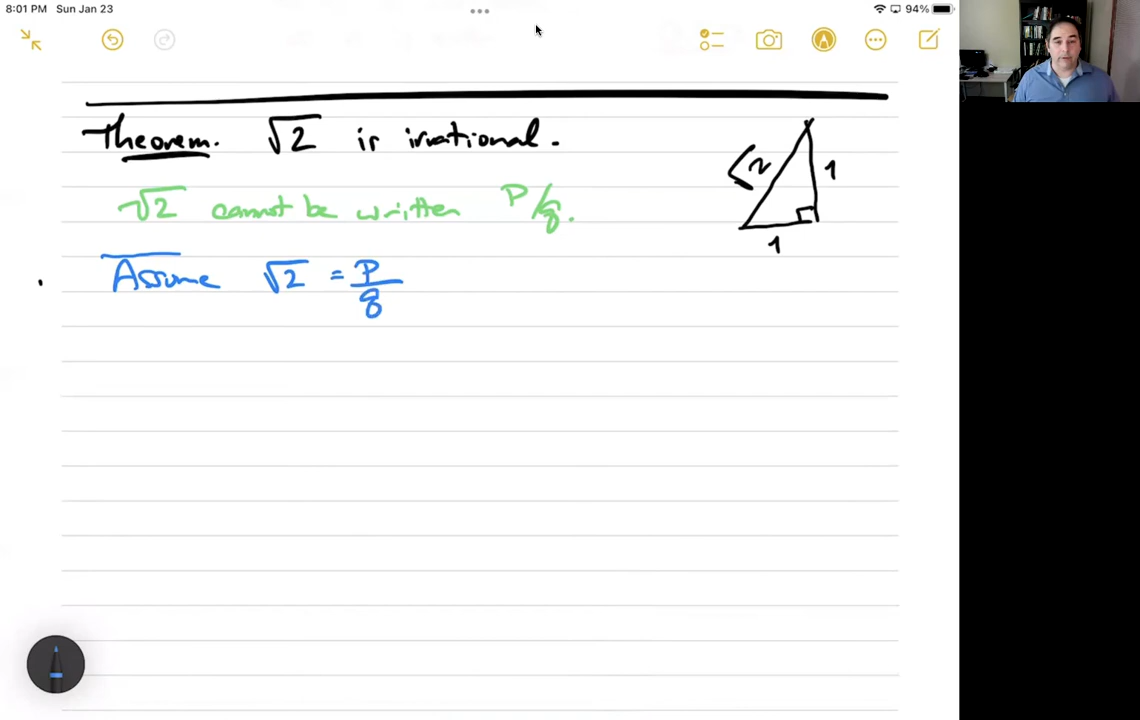 8:01 PM Sun Jan 23
94%
Theorem. √2 is irrational.
√2
1
1
√2 cannot be written P/q.
Assume √2 = P/q